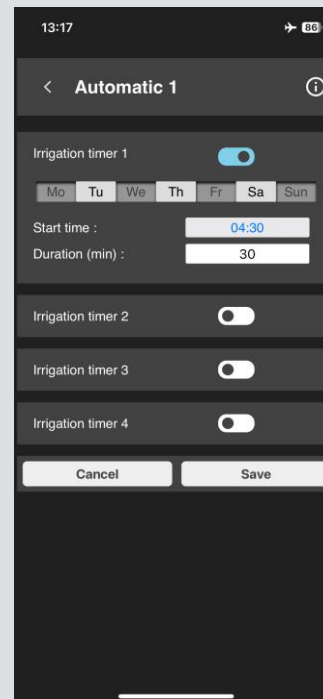 13:17 86
Automatic 1
Irrigation timer 1
Mo Tu We Th Fr Sa Sun
Start time : 04:30
Duration (min) : 30
Irrigation timer 2
Irrigation timer 3
Irrigation timer 4
Cancel Save